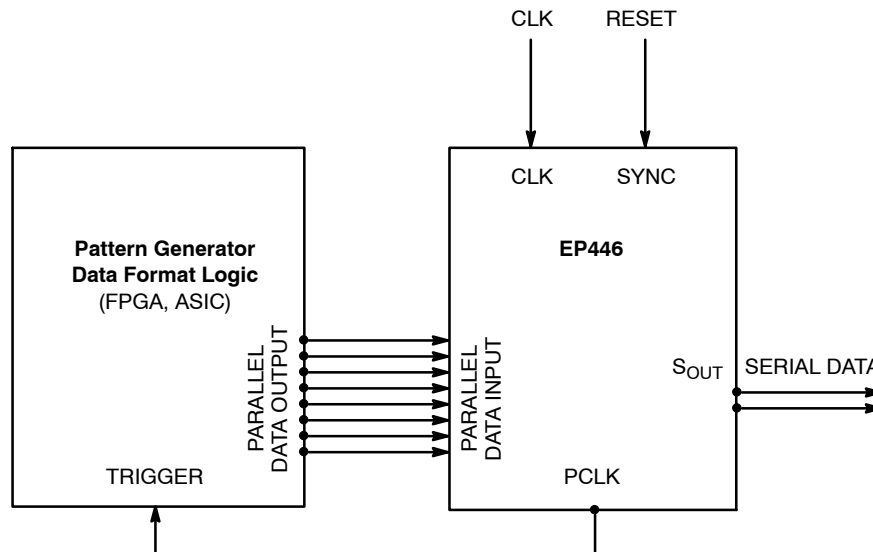 CLK
RESET
CLK
SYNC
Pattern Generator
Data Format Logic
(FPGA, ASIC)
EP446
PARALLEL
DATA OUTPUT
PARALLEL
DATA INPUT
SOUT
SERIAL DATA
TRIGGER
PCLK